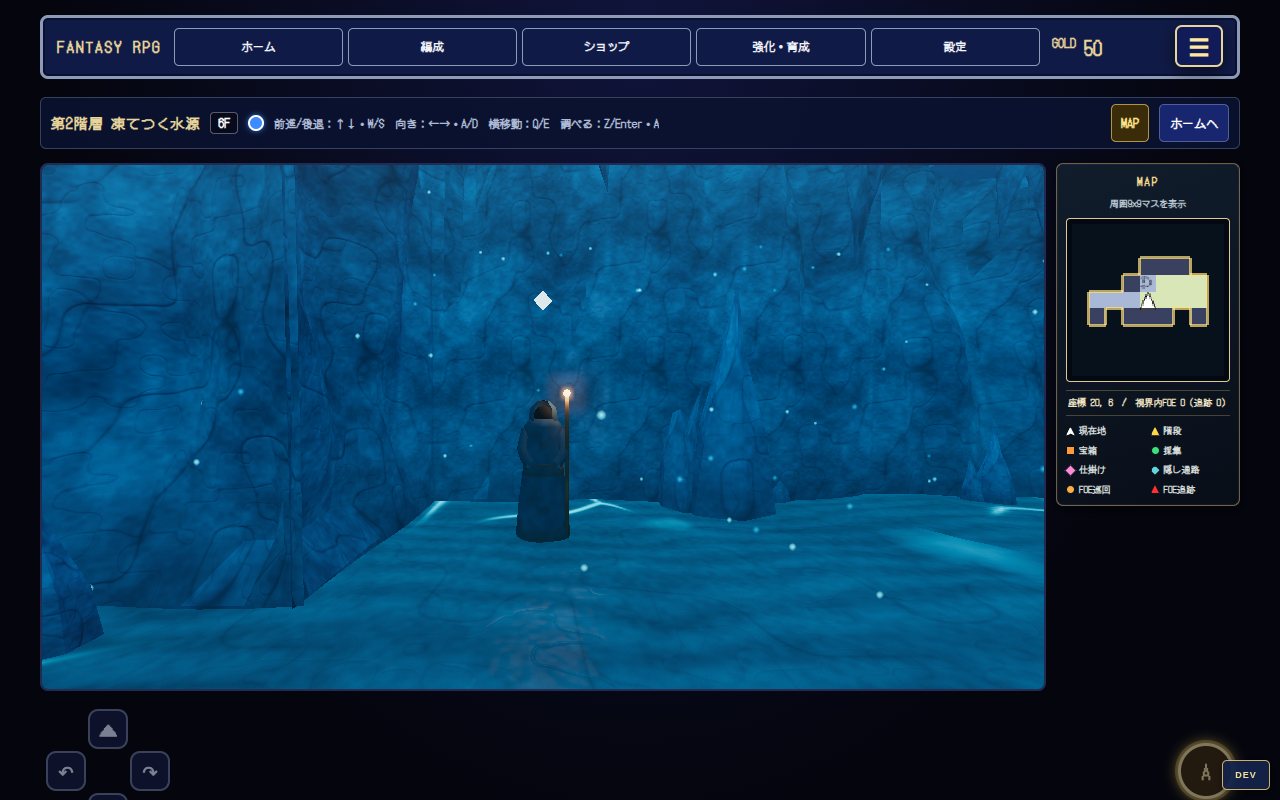 FANTASY RPG
ホーム
編成
ショップ
強化・育成
設定
GOLD 50
第2階層 凍てつく水源
6F
前進/後退：↑↓・W/S 向き：←→・A/D 横移動：Q/E 調べる：Z/Enter・A
MAP
ホームへ
MAP
周囲9x9マスを表示
座標 20, 6 / 視界内FOE 0 (追跡 0)
現在地
階段
宝箱
採集
仕掛け
隠し通路
FOE巡回
FOE追跡
A
DEV